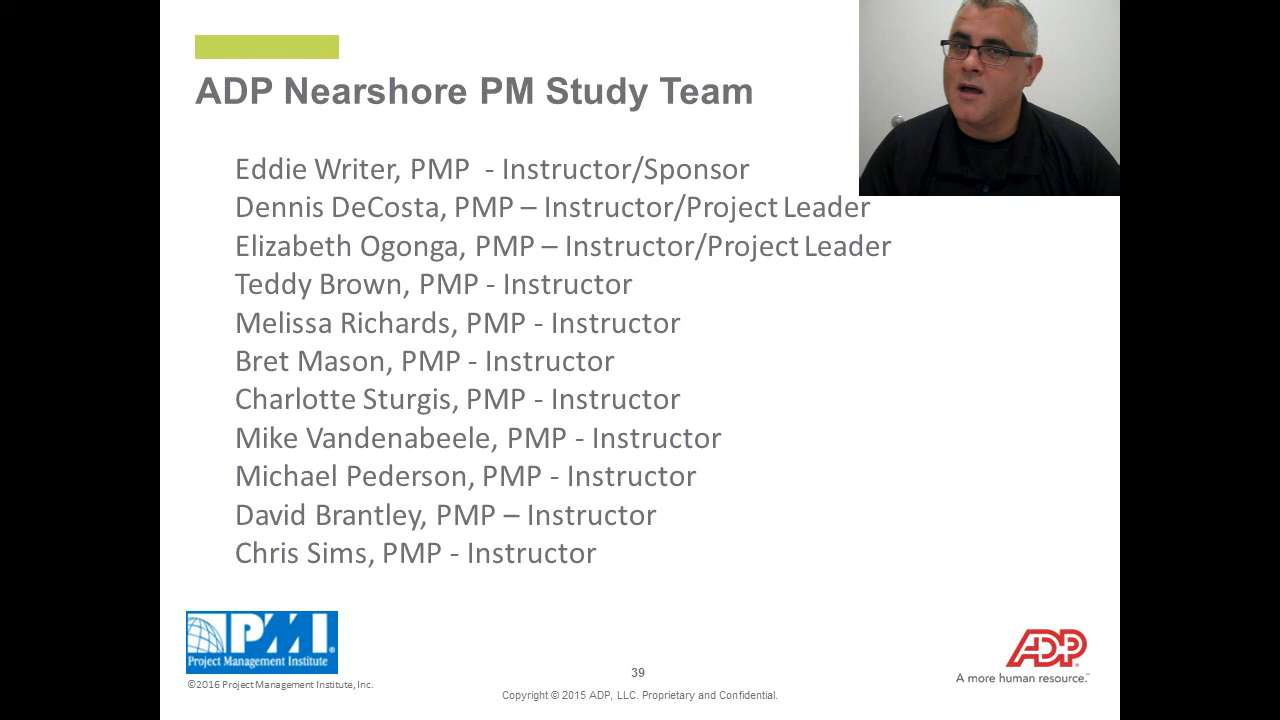 ADP Nearshore PM Study Team
Eddie Writer, PMP - Instructor/Sponsor
Dennis DeCosta, PMP – Instructor/Project Leader
Elizabeth Ogonga, PMP – Instructor/Project Leader
Teddy Brown, PMP - Instructor
Melissa Richards, PMP - Instructor
Bret Mason, PMP - Instructor
Charlotte Sturgis, PMP - Instructor
Mike Vandenabeele, PMP - Instructor
Michael Pederson, PMP - Instructor
David Brantley, PMP – Instructor
Chris Sims, PMP - Instructor
PMI®
Project Management Institute
©2016 Project Management Institute, Inc.
39
Copyright © 2015 ADP, LLC. Proprietary and Confidential.
ADP
A more human resource.™